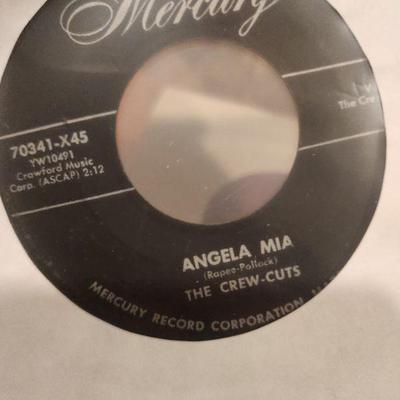 Mercury
70341-X45
YW10491
Crawford Music
Corp. (ASCAP) 2:12
The Cre
ANGELA MIA
(Rapee-Pollock)
THE CREW-CUTS
MERCURY RECORD CORPORATION